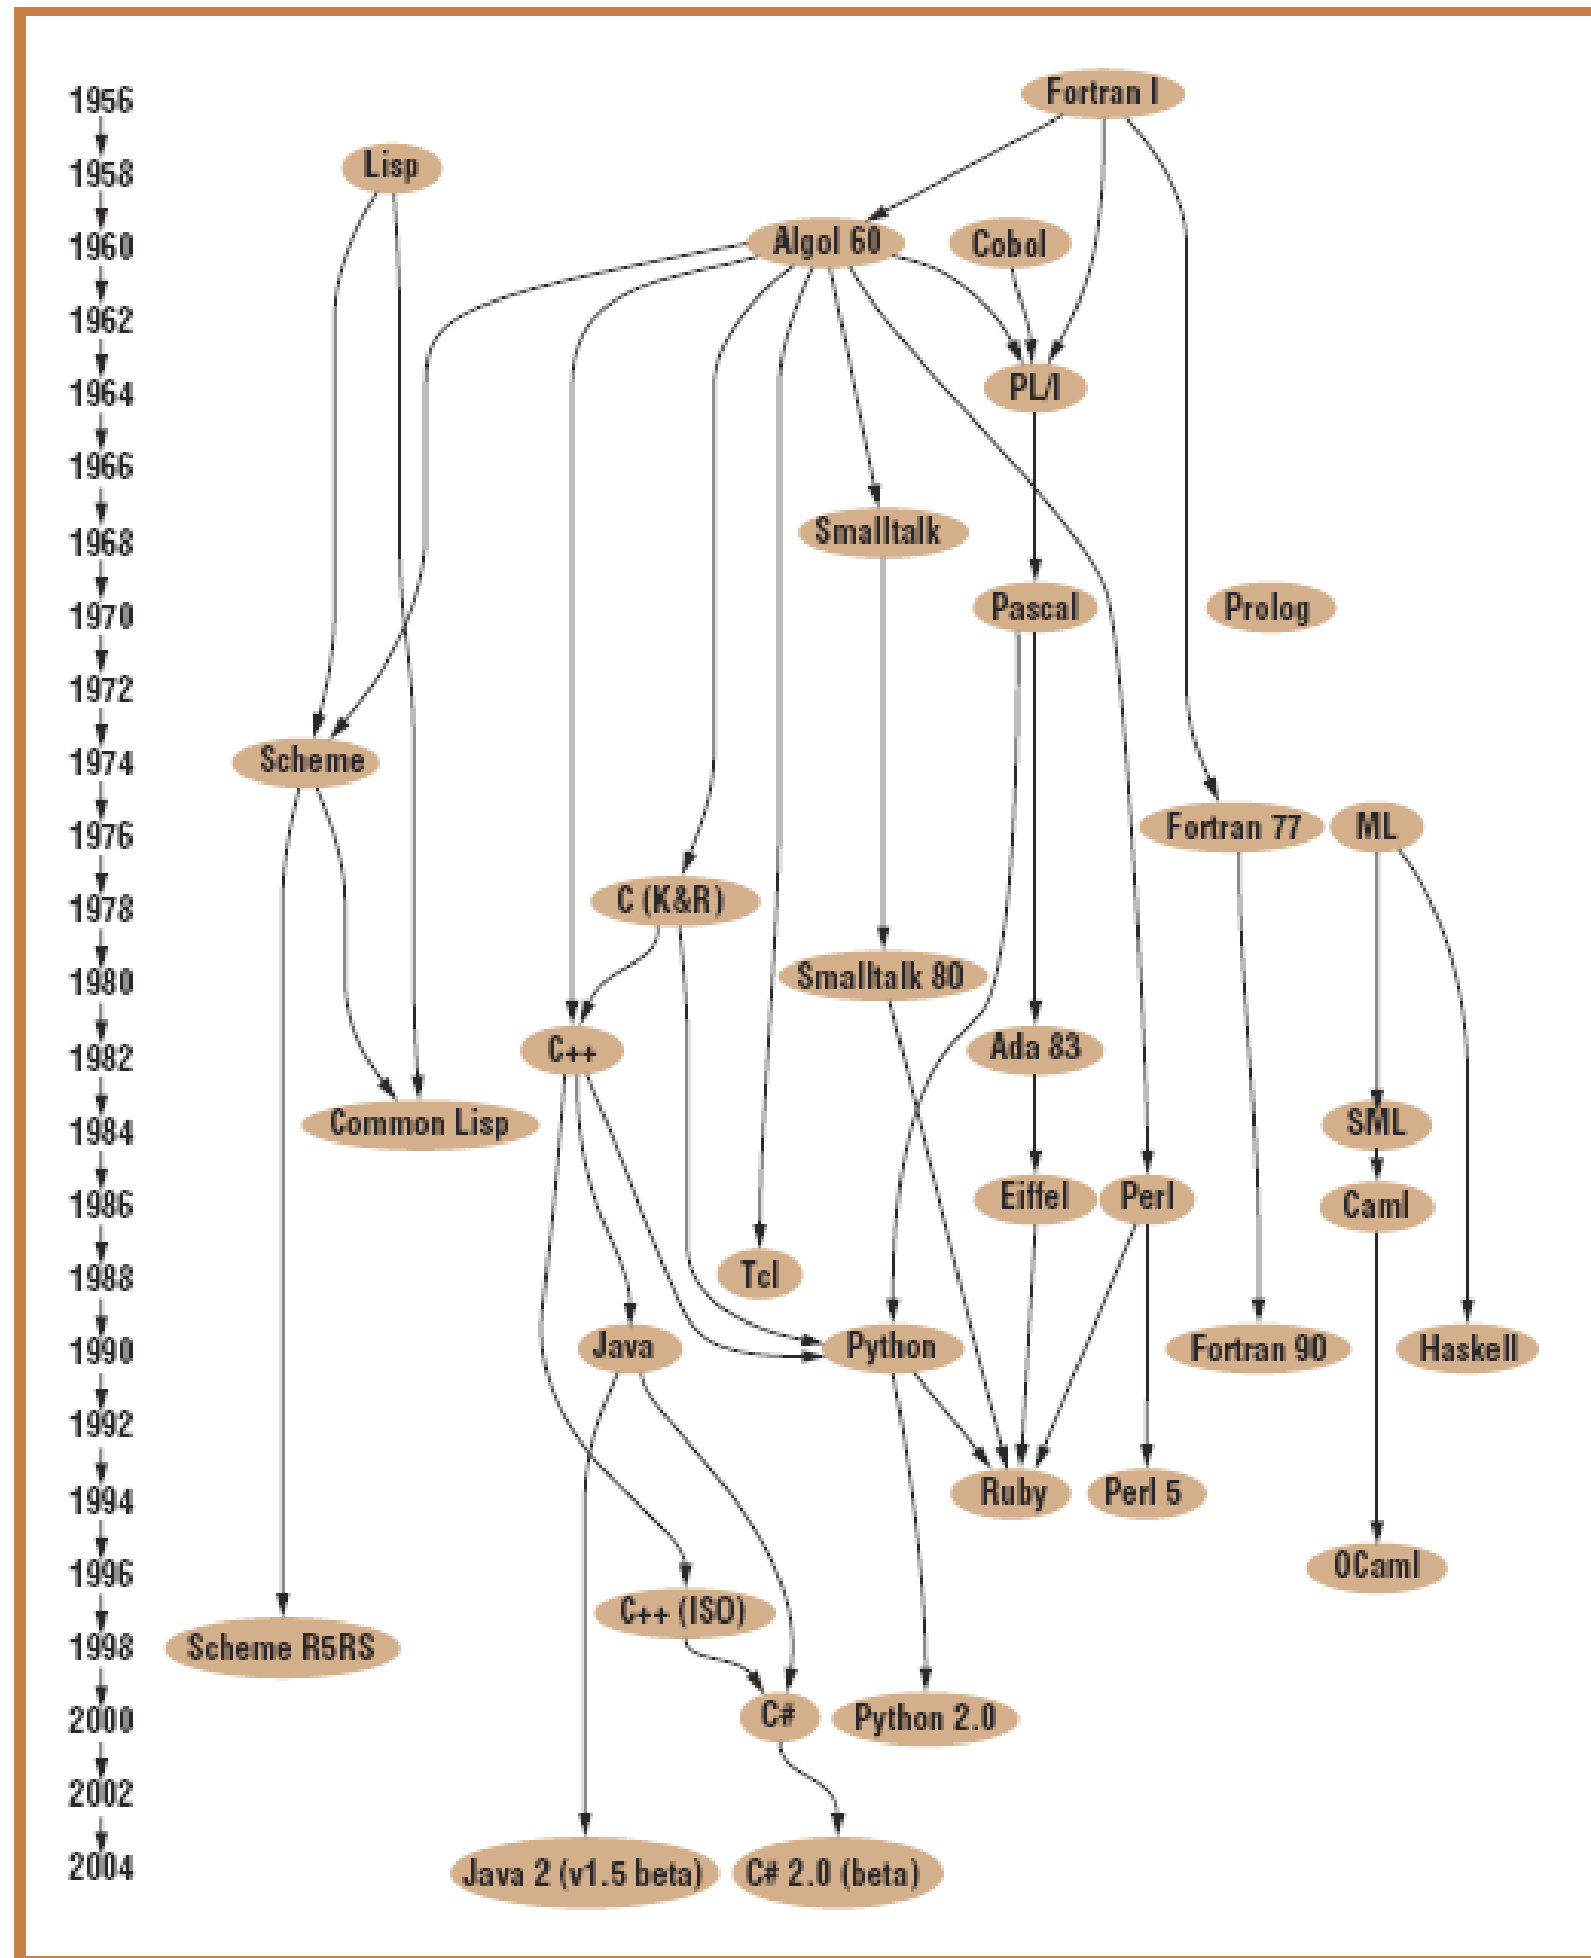 1956
Fortran I
1958
Lisp
1960
Algol 60
Cobol
1962
1964
PL/I
1966
1968
Smalltalk
1970
Pascal
Prolog
1972
1974
Scheme
1976
Fortran 77
ML
1978
C (K&R)
1980
Smalltalk 80
1982
C++
Ada 83
1984
Common Lisp
SML
1986
Eiffel
Perl
Caml
1988
Tcl
1990
Java
Python
Fortran 90
Haskell
1992
1994
Ruby
Perl 5
1996
OCaml
C++ (ISO)
1998
Scheme R5RS
2000
C#
Python 2.0
2002
2004
Java 2 (v1.5 beta)
C# 2.0 (beta)